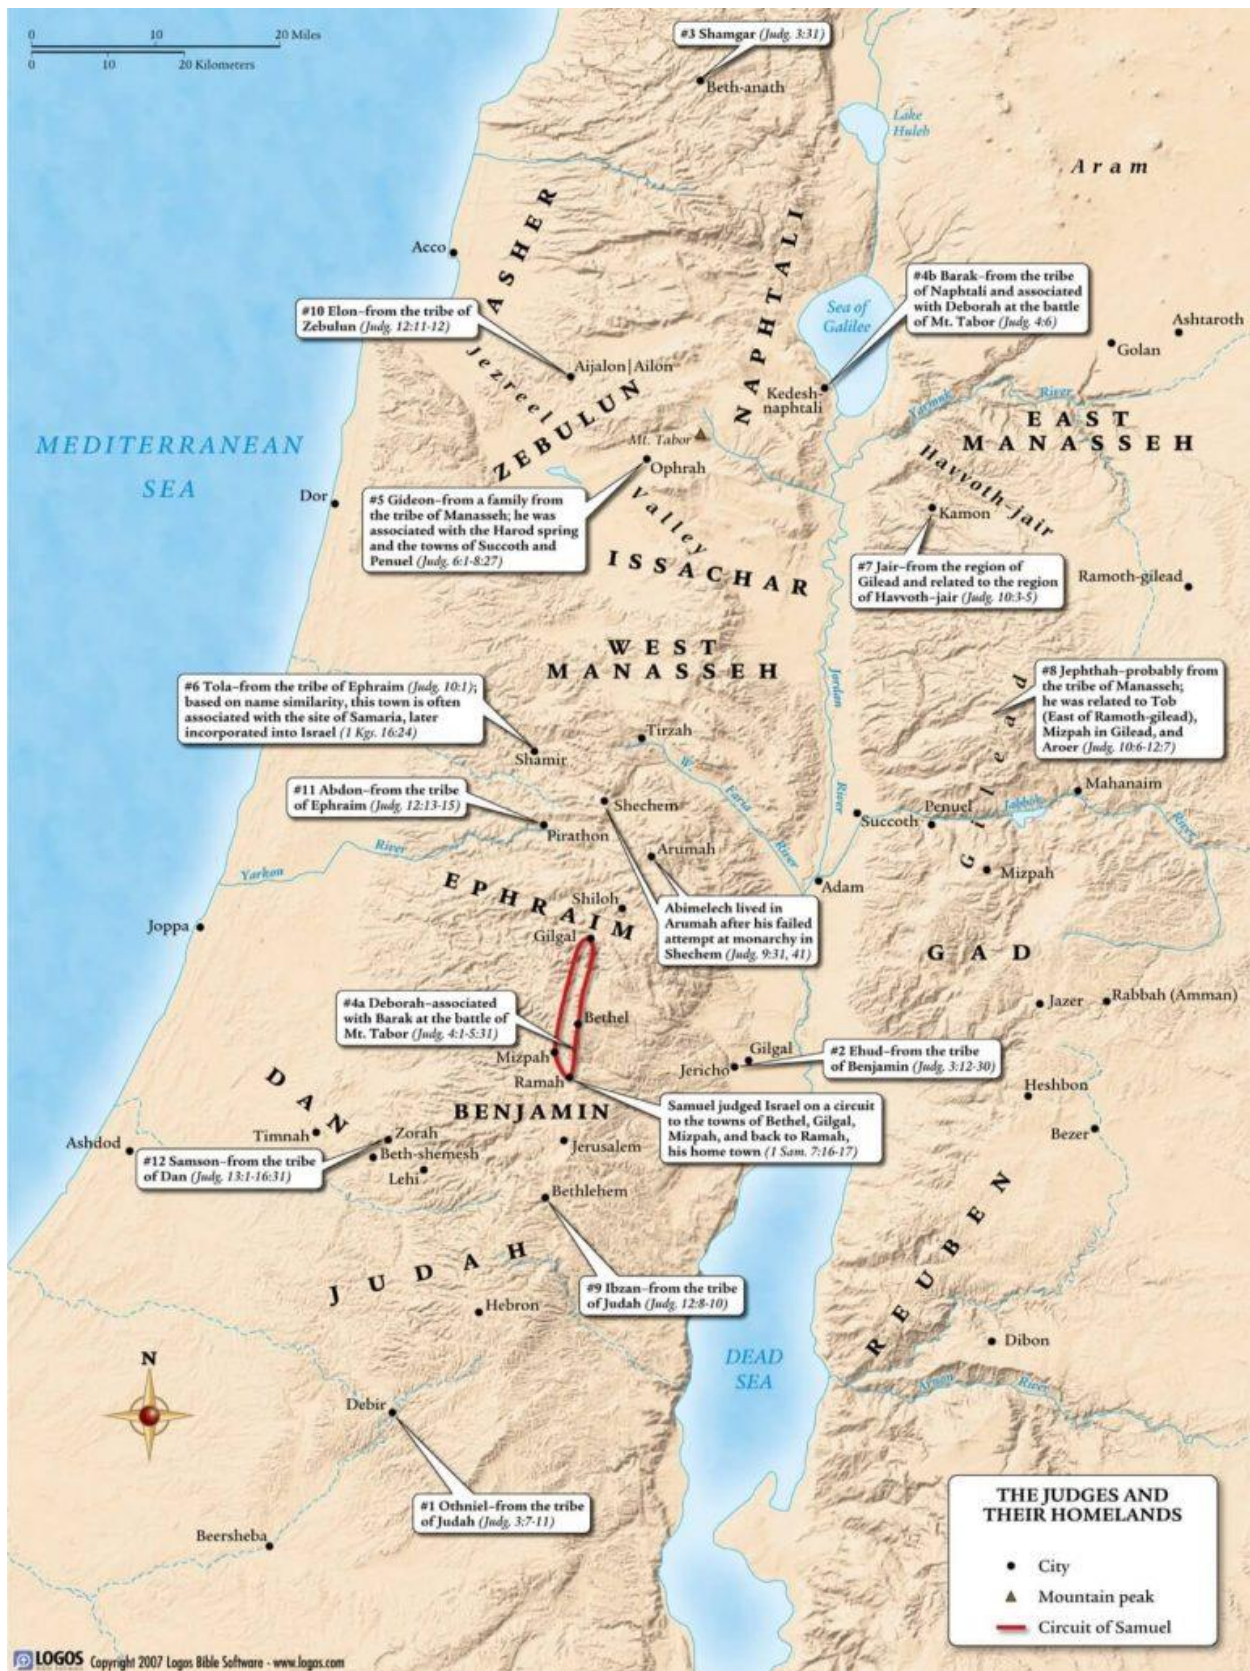 0 10 20 Miles
0 10 20 Kilometers
#3 Shamgar (Judg. 3:31)
Beth-anath
Lake
Huleh
Aram
ASHER
NAPHTALI
Acco
#10 Elon–from the tribe of
Zebulun (Judg. 12:11-12)
Aijalon|Ailon
Jezreel
ZEBULUN
Sea of
Galilee
#4b Barak–from the tribe
of Naphtali and associated
with Deborah at the battle
of Mt. Tabor (Judg. 4:6)
Ashtaroth
Golan
Kedesh-
naphtali
Yarmuk River
EAST
MANASSEH
Havvoth-jair
MEDITERRANEAN
SEA
Mt. Tabor
Ophrah
Dor
#5 Gideon–from a family from
the tribe of Manasseh; he was
associated with the Harod spring
and the towns of Succoth and
Penuel (Judg. 6:1-8:27)
Valley
ISSACHAR
Kamon
#7 Jair–from the region of
Gilead and related to the region
of Havvoth–jair (Judg. 10:3-5)
Ramoth-gilead
WEST
MANASSEH
Jordan
River
#6 Tola–from the tribe of Ephraim (Judg. 10:1);
based on name similarity, this town is often
associated with the site of Samaria, later
incorporated into Israel (1 Kgs. 16:24)
#8 Jephthah–probably from
the tribe of Manasseh;
he was related to Tob
(East of Ramoth-gilead),
Mizpah in Gilead, and
Aroer (Judg. 10:6-12:7)
Gilead
Tirzah
Shamir
W. Faria River
#11 Abdon–from the tribe
of Ephraim (Judg. 12:13-15)
Shechem
Pirathon
Mahanaim
Penuel
Succoth
Jabbok River
Yarkon River
Arumah
Mizpah
Adam
EPHRAIM
Shiloh
Gilgal
Joppa
Abimelech lived in
Arumah after his failed
attempt at monarchy in
Shechem (Judg. 9:31, 41)
GAD
#4a Deborah–associated
with Barak at the battle of
Mt. Tabor (Judg. 4:1-5:31)
Bethel
Jazer
Rabbah (Amman)
Mizpah
Ramah
Gilgal
Jericho
#2 Ehud–from the tribe
of Benjamin (Judg. 3:12-30)
Heshbon
DAN
BENJAMIN
Samuel judged Israel on a circuit
to the towns of Bethel, Gilgal,
Mizpah, and back to Ramah,
his home town (1 Sam. 7:16-17)
Bezer
Timnah
Zorah
Ashdod
Beth-shemesh
Lehi
Jerusalem
#12 Samson–from the tribe
of Dan (Judg. 13:1-16:31)
Bethlehem
REUBEN
JUDAH
#9 Ibzan–from the tribe
of Judah (Judg. 12:8-10)
Hebron
Dibon
DEAD
SEA
Arnon River
N
Debir
#1 Othniel–from the tribe
of Judah (Judg. 3:7-11)
Beersheba
THE JUDGES AND
THEIR HOMELANDS
City
Mountain peak
Circuit of Samuel
LOGOS Copyright 2007 Logos Bible Software - www.logos.com